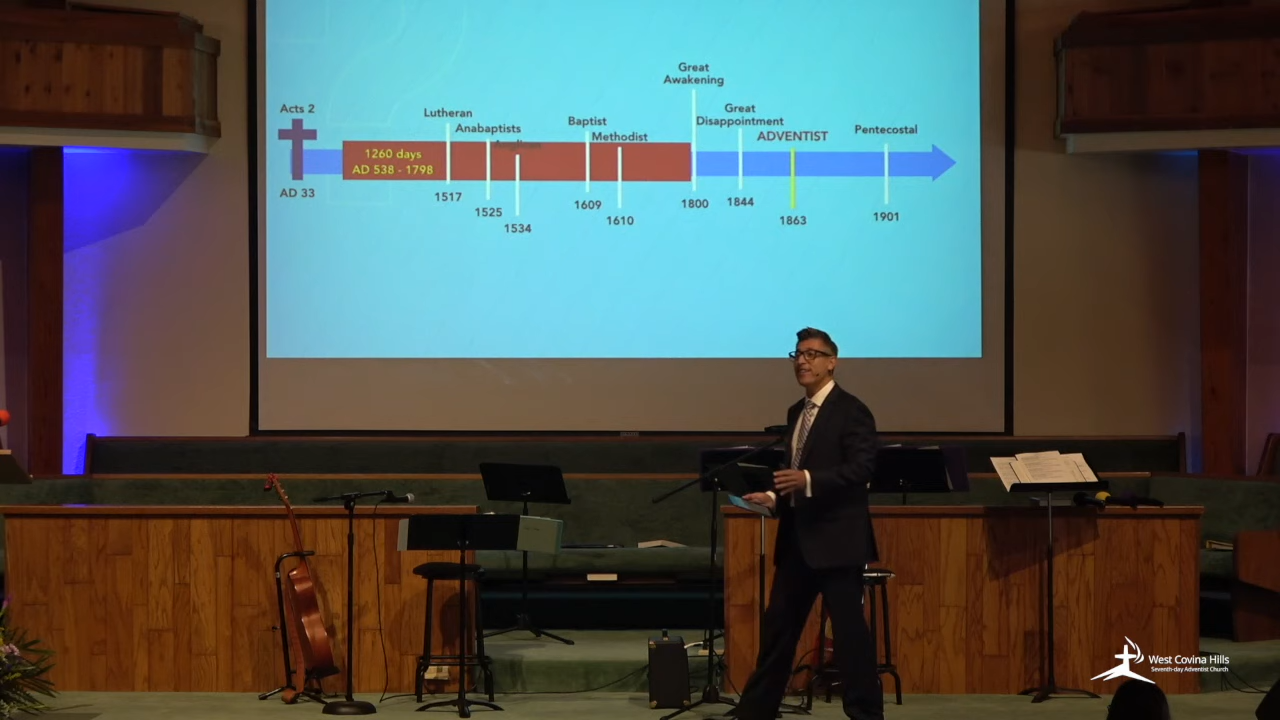 Great
Awakening
Acts 2
Lutheran
Baptist
Great
Disappointment
Anabaptists
Methodist
ADVENTIST
Pentecostal
1260 days
AD 538 - 1798
AD 33
1517
1525
1534
1609
1610
1800
1844
1863
1901
West Covina Hills
Seventh-day Adventist Church